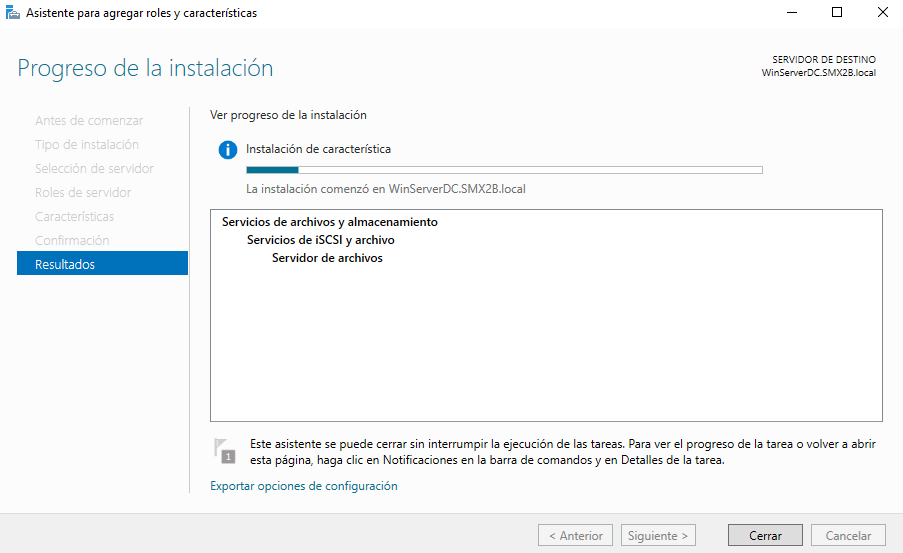 Asistente para agregar roles y características
Progreso de la instalación
SERVIDOR DE DESTINO
WinServerDC.SMX2B.local
Antes de comenzar
Tipo de instalación
Selección de servidor
Roles de servidor
Características
Confirmación
Resultados
Ver progreso de la instalación
Instalación de característica
La instalación comenzó en WinServerDC.SMX2B.local
Servicios de archivos y almacenamiento
Servicios de iSCSI y archivo
Servidor de archivos
1
Este asistente se puede cerrar sin interrumpir la ejecución de las tareas. Para ver el progreso de la tarea o volver a abrir
esta página, haga clic en Notificaciones en la barra de comandos y en Detalles de la tarea.
Exportar opciones de configuración
< Anterior
Siguiente >
Cerrar
Cancelar